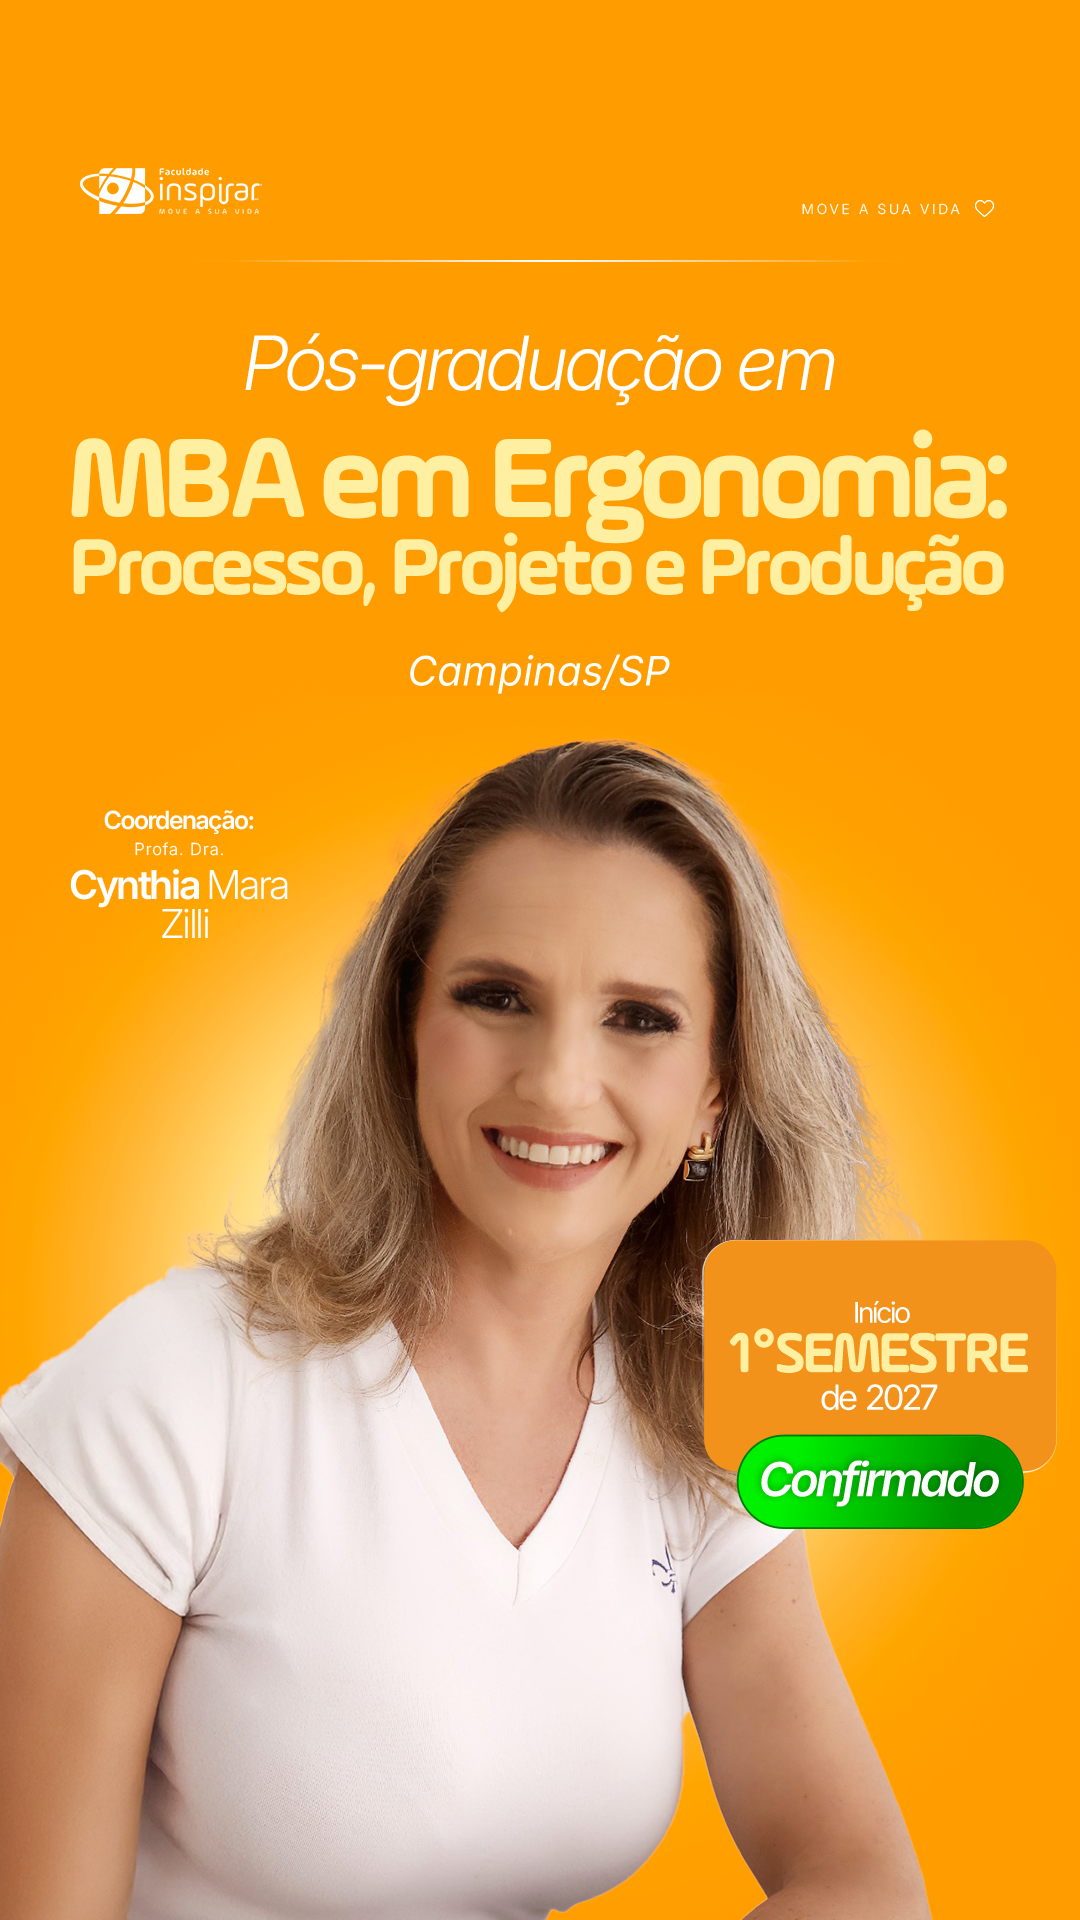 Faculdade
inspirar
MOVE A SUA VIDA
MOVE A SUA VIDA
Pós-graduação em
MBA em Ergonomia:
Processo, Projeto e Produção
Campinas/SP
Coordenação:
Profa. Dra.
Cynthia Mara
Zilli
Início
1°SEMESTRE
de 2027
Confirmado